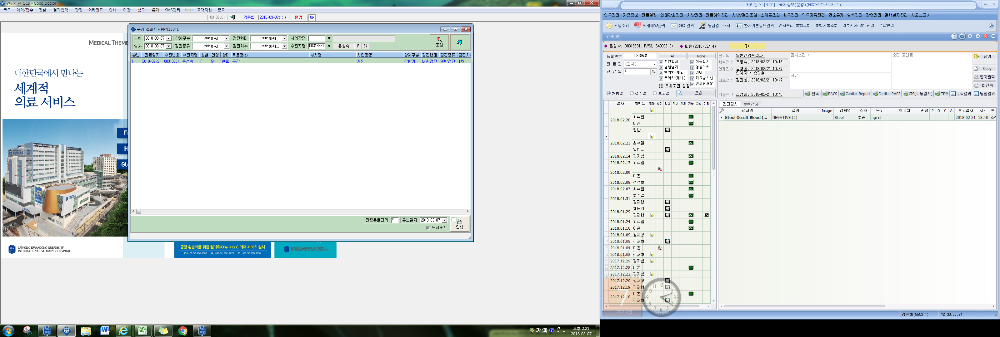 건강검진 OCS - Good Doctor
코드 예약/접수 진찰 결과입력 판정 외래진료 인쇄 마감 청구 통계 SMS관리 Help 고객지원 종료
03.07.01 김윤희 2018-03-07(수) 운영 Up
MEDICAL THEME
대한민국에서 만나는
세계적
의료 서비스
CATHOLIC KWANDONG UNIVERSITY
INTERNATIONAL ST. MARY'S HOSPITAL
공항 환승객을 위한 원아워(One-Hour) 의료 서비스 실시
구강 결과지 - PRN130F1
조회 2018-03-07 상하구분 선택하세... 검진형태 선택하세... 사업장명
일자 2018-03-07 검진종류 선택하세... 검진차수 선택하세... 수진자명 00318531 윤성숙 F 54
조회
순번 진료일자 수진번호 수진자명 성별 연령 상태 묶음명(1) 부서명 사업장명 상하구분 검진형태 검진종류 검진차
1 2018-02-21 00318531 윤성숙 F 54 완료 구강 개인 상반기 내원검진 일반검진 1차
판정폰트크기 9 통보일자 2018-03-07
도장표시 인쇄
가 漢
오후 2:21
2018-03-07
외래간호 [NURO] [국제성모(운영)(HOST=172.30.3.11)]
업무관리 기준정보 진료일정 외래간호관리 처방관리 진료예약관리 처방/결과조회 스케줄조회 원무관리 의무기록관리 간호통계 혈액관리 감염관리 결핵환자관리 사고보고서
처방조회 외래예약관리 SMS 관리 통합결과조회 환자기본정보관리 환자관리 통합조회 통합기록조회 외부환자 예약관리 수납관리
외래메인
윤성숙, 00318531, F/53, 640903-2+ 퇴원(2018/02/14) B+
등록번호 00318531 All None
진 료 과 (전체) 진단검사 기능검사
병원병리 영상의학
진 료 의 % 핵의학(체외) 기타
핵의학(체내) 치료방사선
조회조건 설정 인체유래물
처방일 접수일 보고일 조회
진료의 일반건강관리과,
채혈접수 조명숙, 2018/02/21 10:16
인계접수 송경철, 2018/02/21 10:37
인계자 : 송경철
파트접수 김민성, 2018/02/21 10:47
최종보고 조성일, 2018-02-21 13:40
검사소견 :
사유 :
오더 코멘트 :
닫기
Copy
결과출력
회진용
판독 PACS Cardiac Report Cardiac PACS CIS(기능검사) TDM 누적결과 당일결과
일자 처방의 진단 병리 영상 체내 체외 기능 치방 기타
2018.02.28
최수일
이훈
일반...
2018.02.21
최수일
일반...
2018.02.14 김지섭
2018.02.13 최수일
2018.02.09
이훈
2018.02.08 정석후
2018.02.07 최수일
2018.01.31 최수일
김재형
2018.01.29 채동식
김재형
2018.01.24 최수일
2018.01.10 이훈
2018.01.09 김재형
2018.01.08 김재형
2018.01.04 이훈
2018.01.03 김재형
2017.12.29 김지섭
2017.12.28 이훈
2017.12.22 김지섭
2017.12.20 김재형
2017.12.19 김재형
2017.12.18 이훈
김재형
7
2018 3월
진단검사 분변검사
검사명 결과 Image 검체명 상태 단위 참고치 판정 P D C A 보고일자 시간
Stool Occult Blood (... NEGATIVE (2) Stool 최종 ng/㎖ 2018-02-21 13:40 조성
김윤희(565314) 172.30.50.24